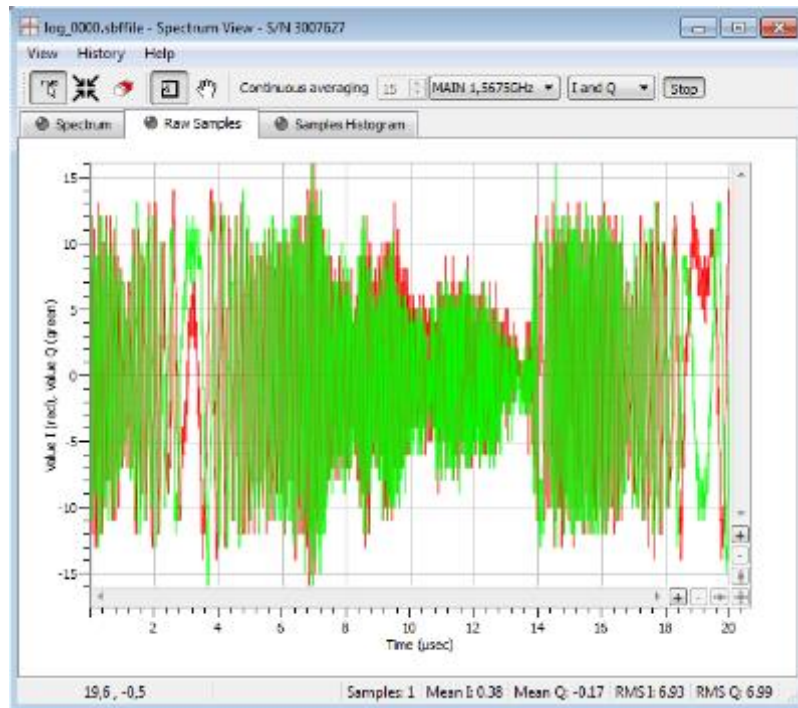 log_0000.sbffile - Spectrum View - S/N 3007627
View History Help
Continuous averaging 15 MAIN 1,5675GHz I and Q Stop
Spectrum Raw Samples Samples Histogram
15
10
5
0
-5
-10
-15
Value I (red), Value Q (green)
2 4 6 8 10 12 14 16 18 20
Time (µsec)
19,6 , -0,5 Samples: 1 Mean I: 0.38 Mean Q: -0.17 RMS I: 6.93 RMS Q: 6.99